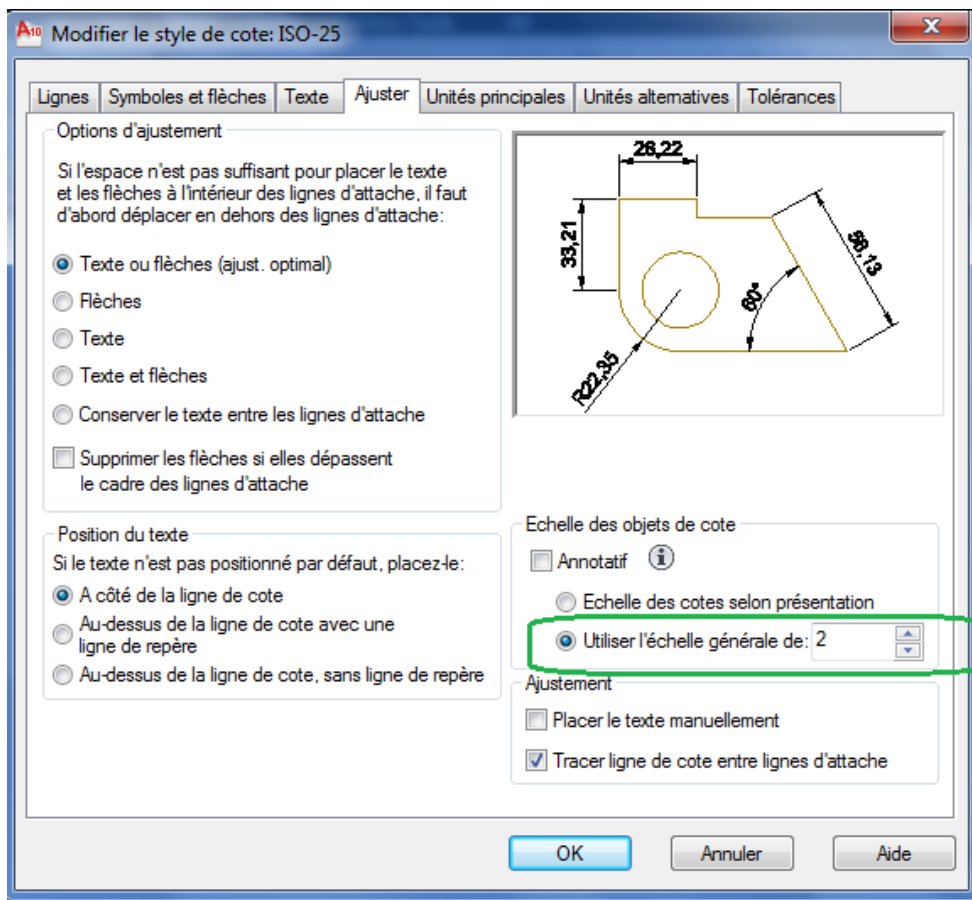 A10 Modifier le style de cote: ISO-25
x
Lignes Symboles et flèches Texte Ajuster Unités principales Unités alternatives Tolérances
Options d'ajustement
Si l'espace n'est pas suffisant pour placer le texte
et les flèches à l'intérieur des lignes d'attache, il faut
d'abord déplacer en dehors des lignes d'attache:
Texte ou flèches (ajust. optimal)
Flèches
Texte
Texte et flèches
Conserver le texte entre les lignes d'attache
Supprimer les flèches si elles dépassent
le cadre des lignes d'attache
Position du texte
Si le texte n'est pas positionné par défaut, placez-le:
A côté de la ligne de cote
Au-dessus de la ligne de cote avec une
ligne de repère
Au-dessus de la ligne de cote, sans ligne de repère
26,22
33,21
58,13
60°
R22,35
Echelle des objets de cote
Annotatif i
Echelle des cotes selon présentation
Utiliser l'échelle générale de: 2
Ajustement
Placer le texte manuellement
Tracer ligne de cote entre lignes d'attache
OK Annuler Aide